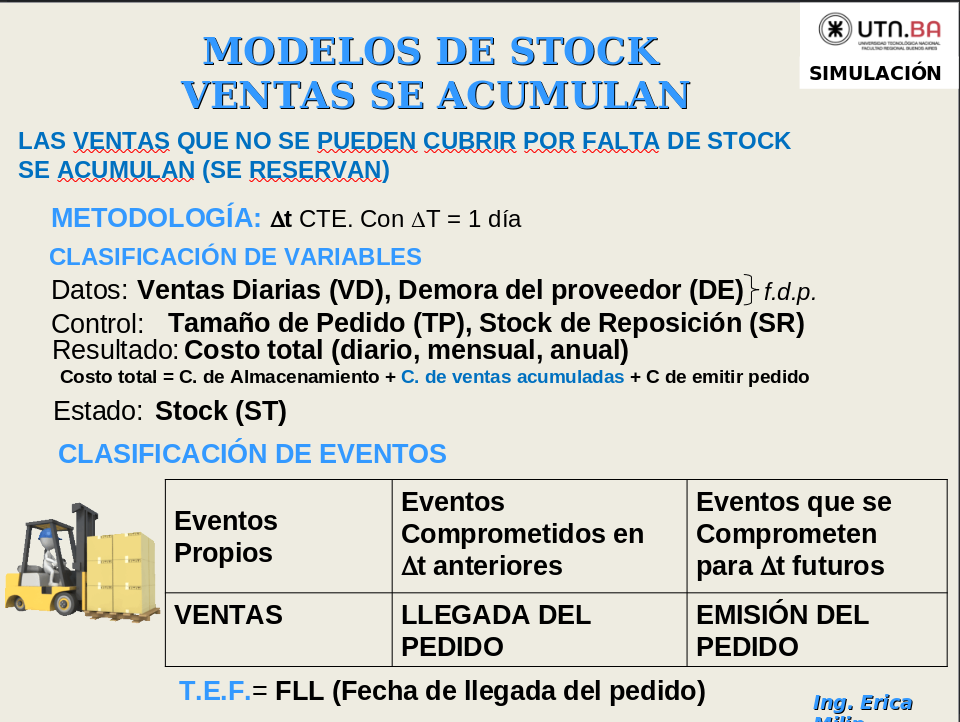 UTN.BA
UNIVERSIDAD TECNOLÓGICA NACIONAL
FACULTAD REGIONAL BUENOS AIRES
SIMULACIÓN
MODELOS DE STOCK
VENTAS SE ACUMULAN
LAS VENTAS QUE NO SE PUEDEN CUBRIR POR FALTA DE STOCK
SE ACUMULAN (SE RESERVAN)
METODOLOGÍA: Δt CTE. Con ΔT = 1 día
CLASIFICACIÓN DE VARIABLES
Datos: Ventas Diarias (VD), Demora del proveedor (DE) f.d.p.
Control: Tamaño de Pedido (TP), Stock de Reposición (SR)
Resultado: Costo total (diario, mensual, anual)
Costo total = C. de Almacenamiento + C. de ventas acumuladas + C de emitir pedido
Estado: Stock (ST)
CLASIFICACIÓN DE EVENTOS
Eventos
Propios
Eventos
Comprometidos en
Δt anteriores
Eventos que se
Comprometen
para Δt futuros
VENTAS
LLEGADA DEL
PEDIDO
EMISIÓN DEL
PEDIDO
T.E.F.= FLL (Fecha de llegada del pedido)
Ing. Erica